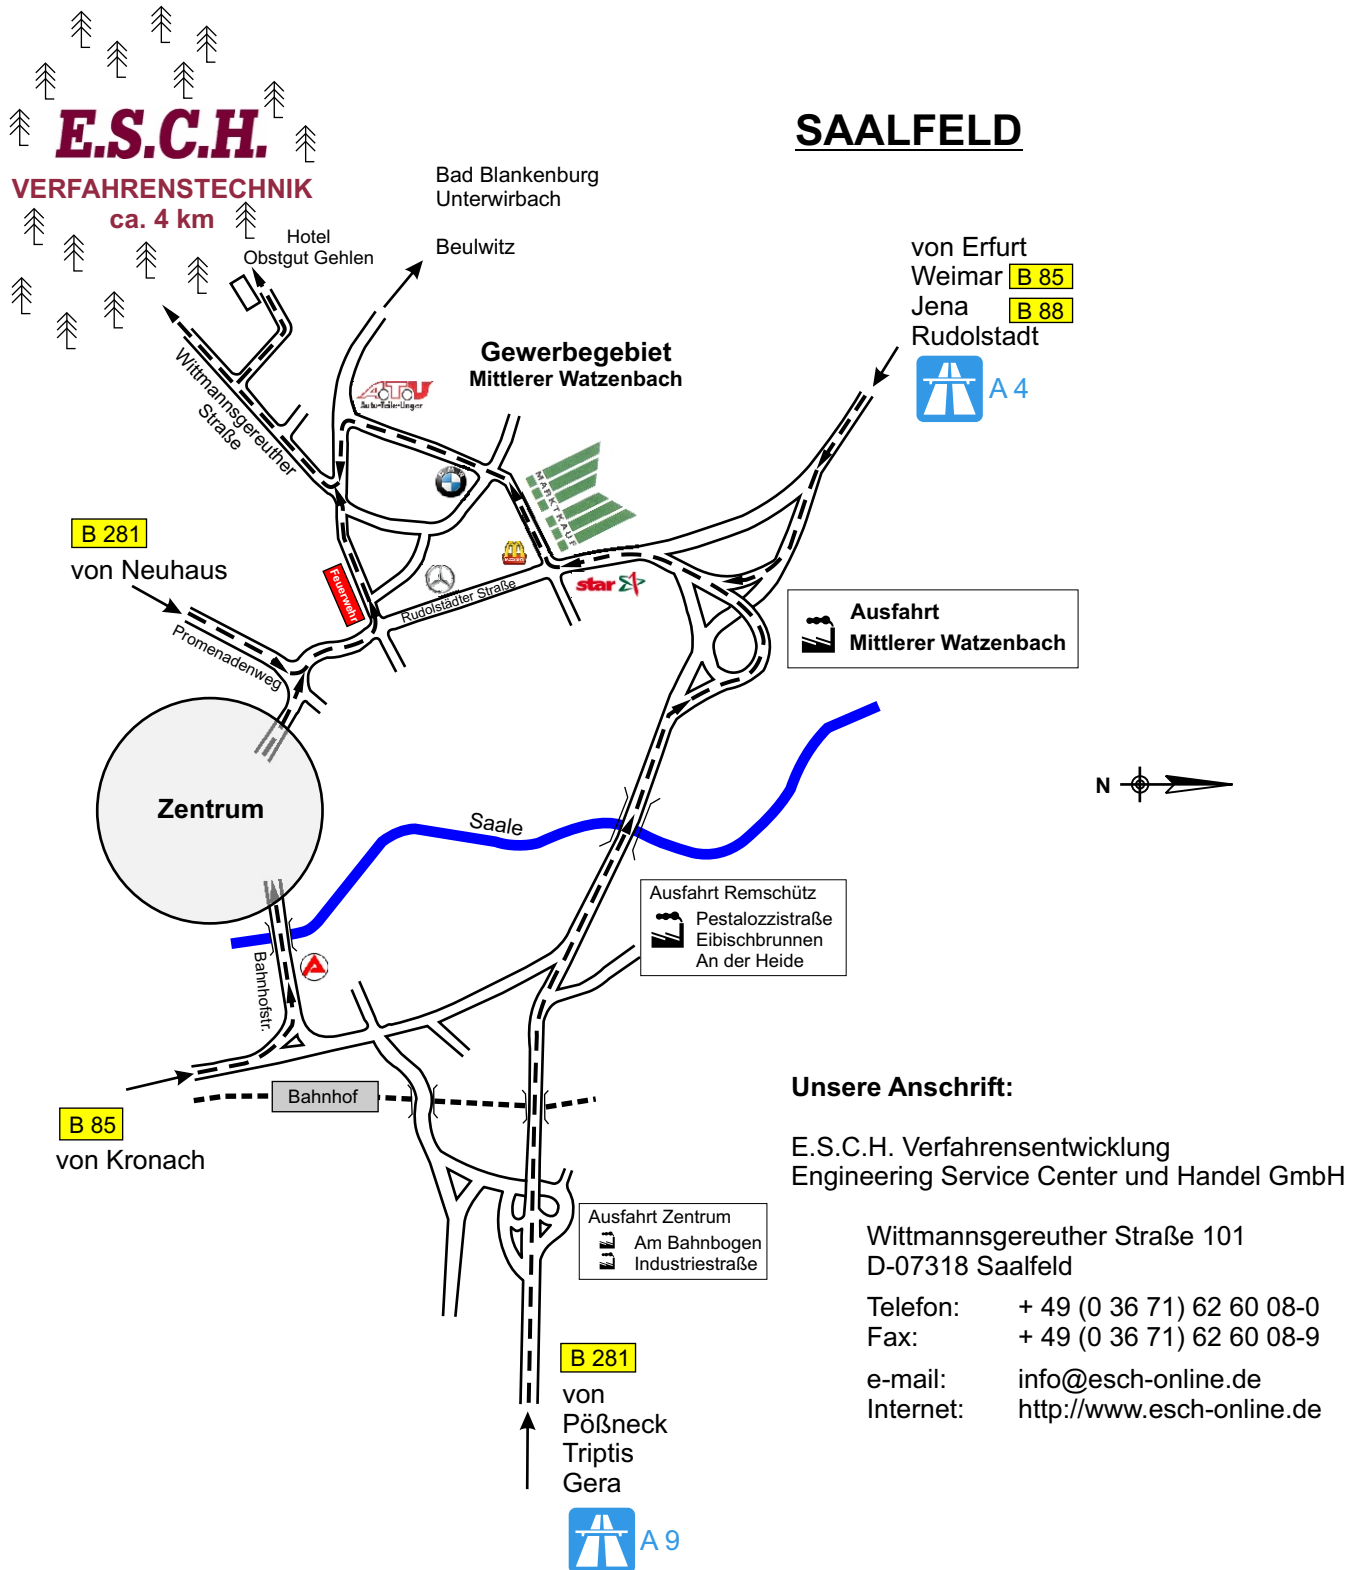 E.S.C.H.
VERFAHRENSTECHNIK
ca. 4 km
SAALFELD
Bad Blankenburg
Unterwirbach
Beulwitz
Hotel
Obstgut Gehlen
von Erfurt
Weimar B 85
Jena B 88
Rudolstadt
A 4
Gewerbegebiet
Mittlerer Watzenbach
Wittmannsgereuther
Straße
ATU
Auto-Teile-Unger
MARKTKAUF
B 281
von Neuhaus
Feuerwehr
star
Rudolstädter Straße
Promenadenweg
Ausfahrt
Mittlerer Watzenbach
Zentrum
Saale
N
Ausfahrt Remschütz
Pestalozzistraße
Eibischbrunnen
An der Heide
Bahnhofstr.
Bahnhof
B 85
von Kronach
Unsere Anschrift:
E.S.C.H. Verfahrensentwicklung
Engineering Service Center und Handel GmbH
Wittmannsgereuther Straße 101
D-07318 Saalfeld
Telefon: + 49 (0 36 71) 62 60 08-0
Fax: + 49 (0 36 71) 62 60 08-9
e-mail: info@esch-online.de
Internet: http://www.esch-online.de
Ausfahrt Zentrum
Am Bahnbogen
Industriestraße
B 281
von
Pößneck
Triptis
Gera
A 9